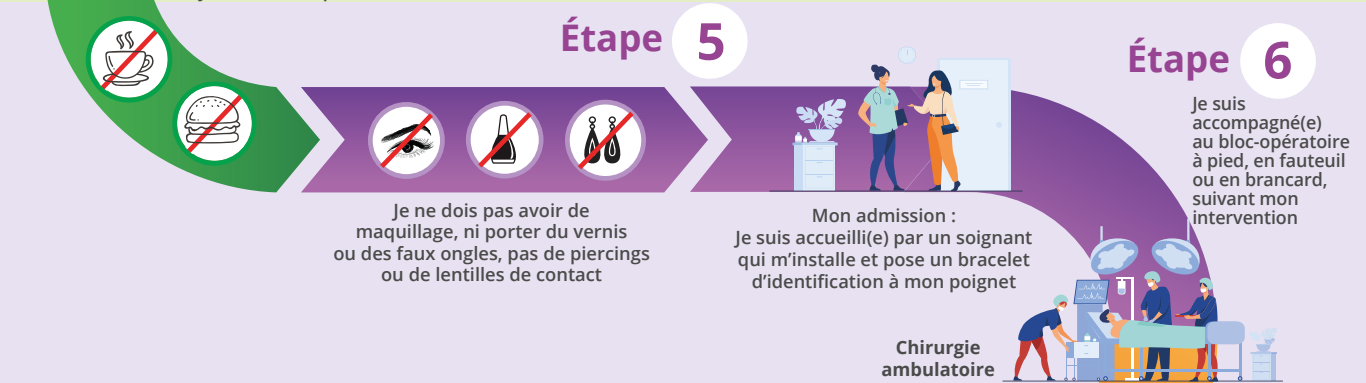 Étape 5
Je ne dois pas avoir de
maquillage, ni porter du vernis
ou des faux ongles, pas de piercings
ou de lentilles de contact
Mon admission :
Je suis accueilli(e) par un soignant
qui m’installe et pose un bracelet
d’identification à mon poignet
Étape 6
Je suis
accompagné(e)
au bloc-opératoire
à pied, en fauteuil
ou en brancard,
suivant mon
intervention
Chirurgie
ambulatoire